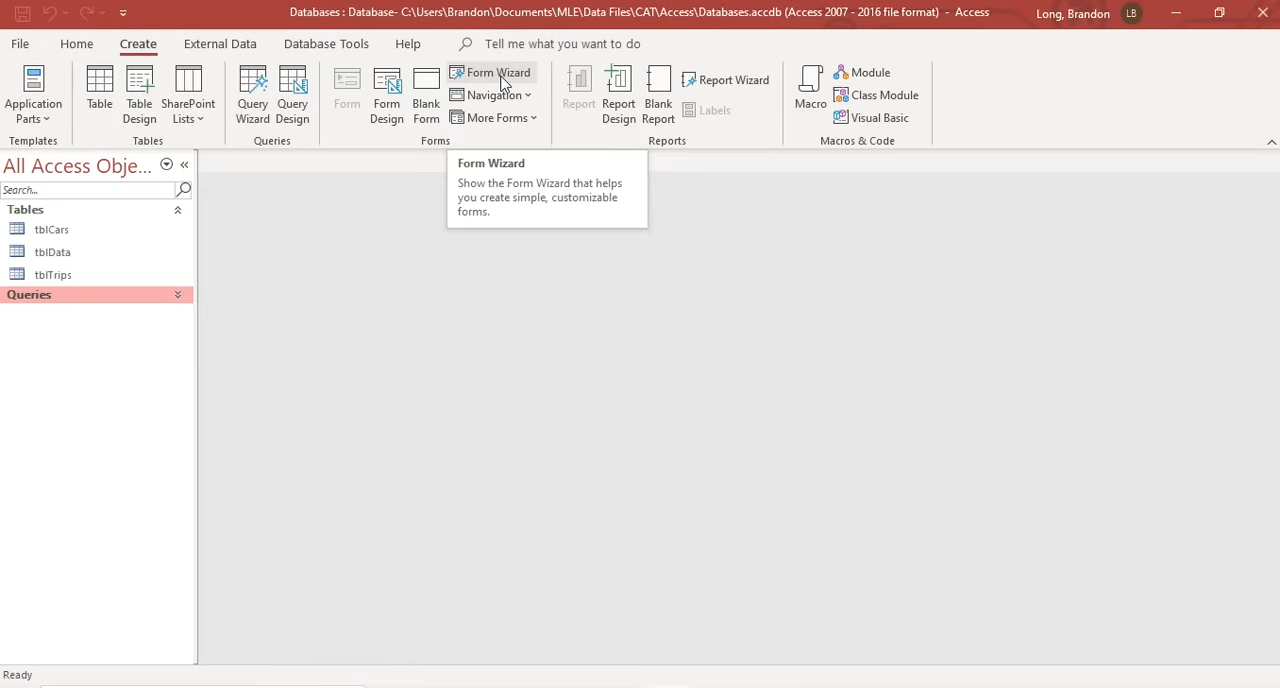 Databases : Database- C:\Users\Brandon\Documents\MLE\Data Files\CAT\Access\Databases.accdb (Access 2007 - 2016 file format) - Access
Long, Brandon
LB
File
Home
Create
External Data
Database Tools
Help
Tell me what you want to do
Application
Parts
Templates
Table
Table
Design
SharePoint
Lists
Tables
Query
Wizard
Query
Design
Queries
Form
Form
Design
Blank
Form
Form Wizard
Navigation
More Forms
Forms
Report
Report
Design
Blank
Report
Report Wizard
Labels
Reports
Macro
Module
Class Module
Visual Basic
Macros & Code
All Access Obje...
Search...
Tables
tblCars
tblData
tblTrips
Queries
Form Wizard
Show the Form Wizard that helps
you create simple, customizable
forms.
Ready